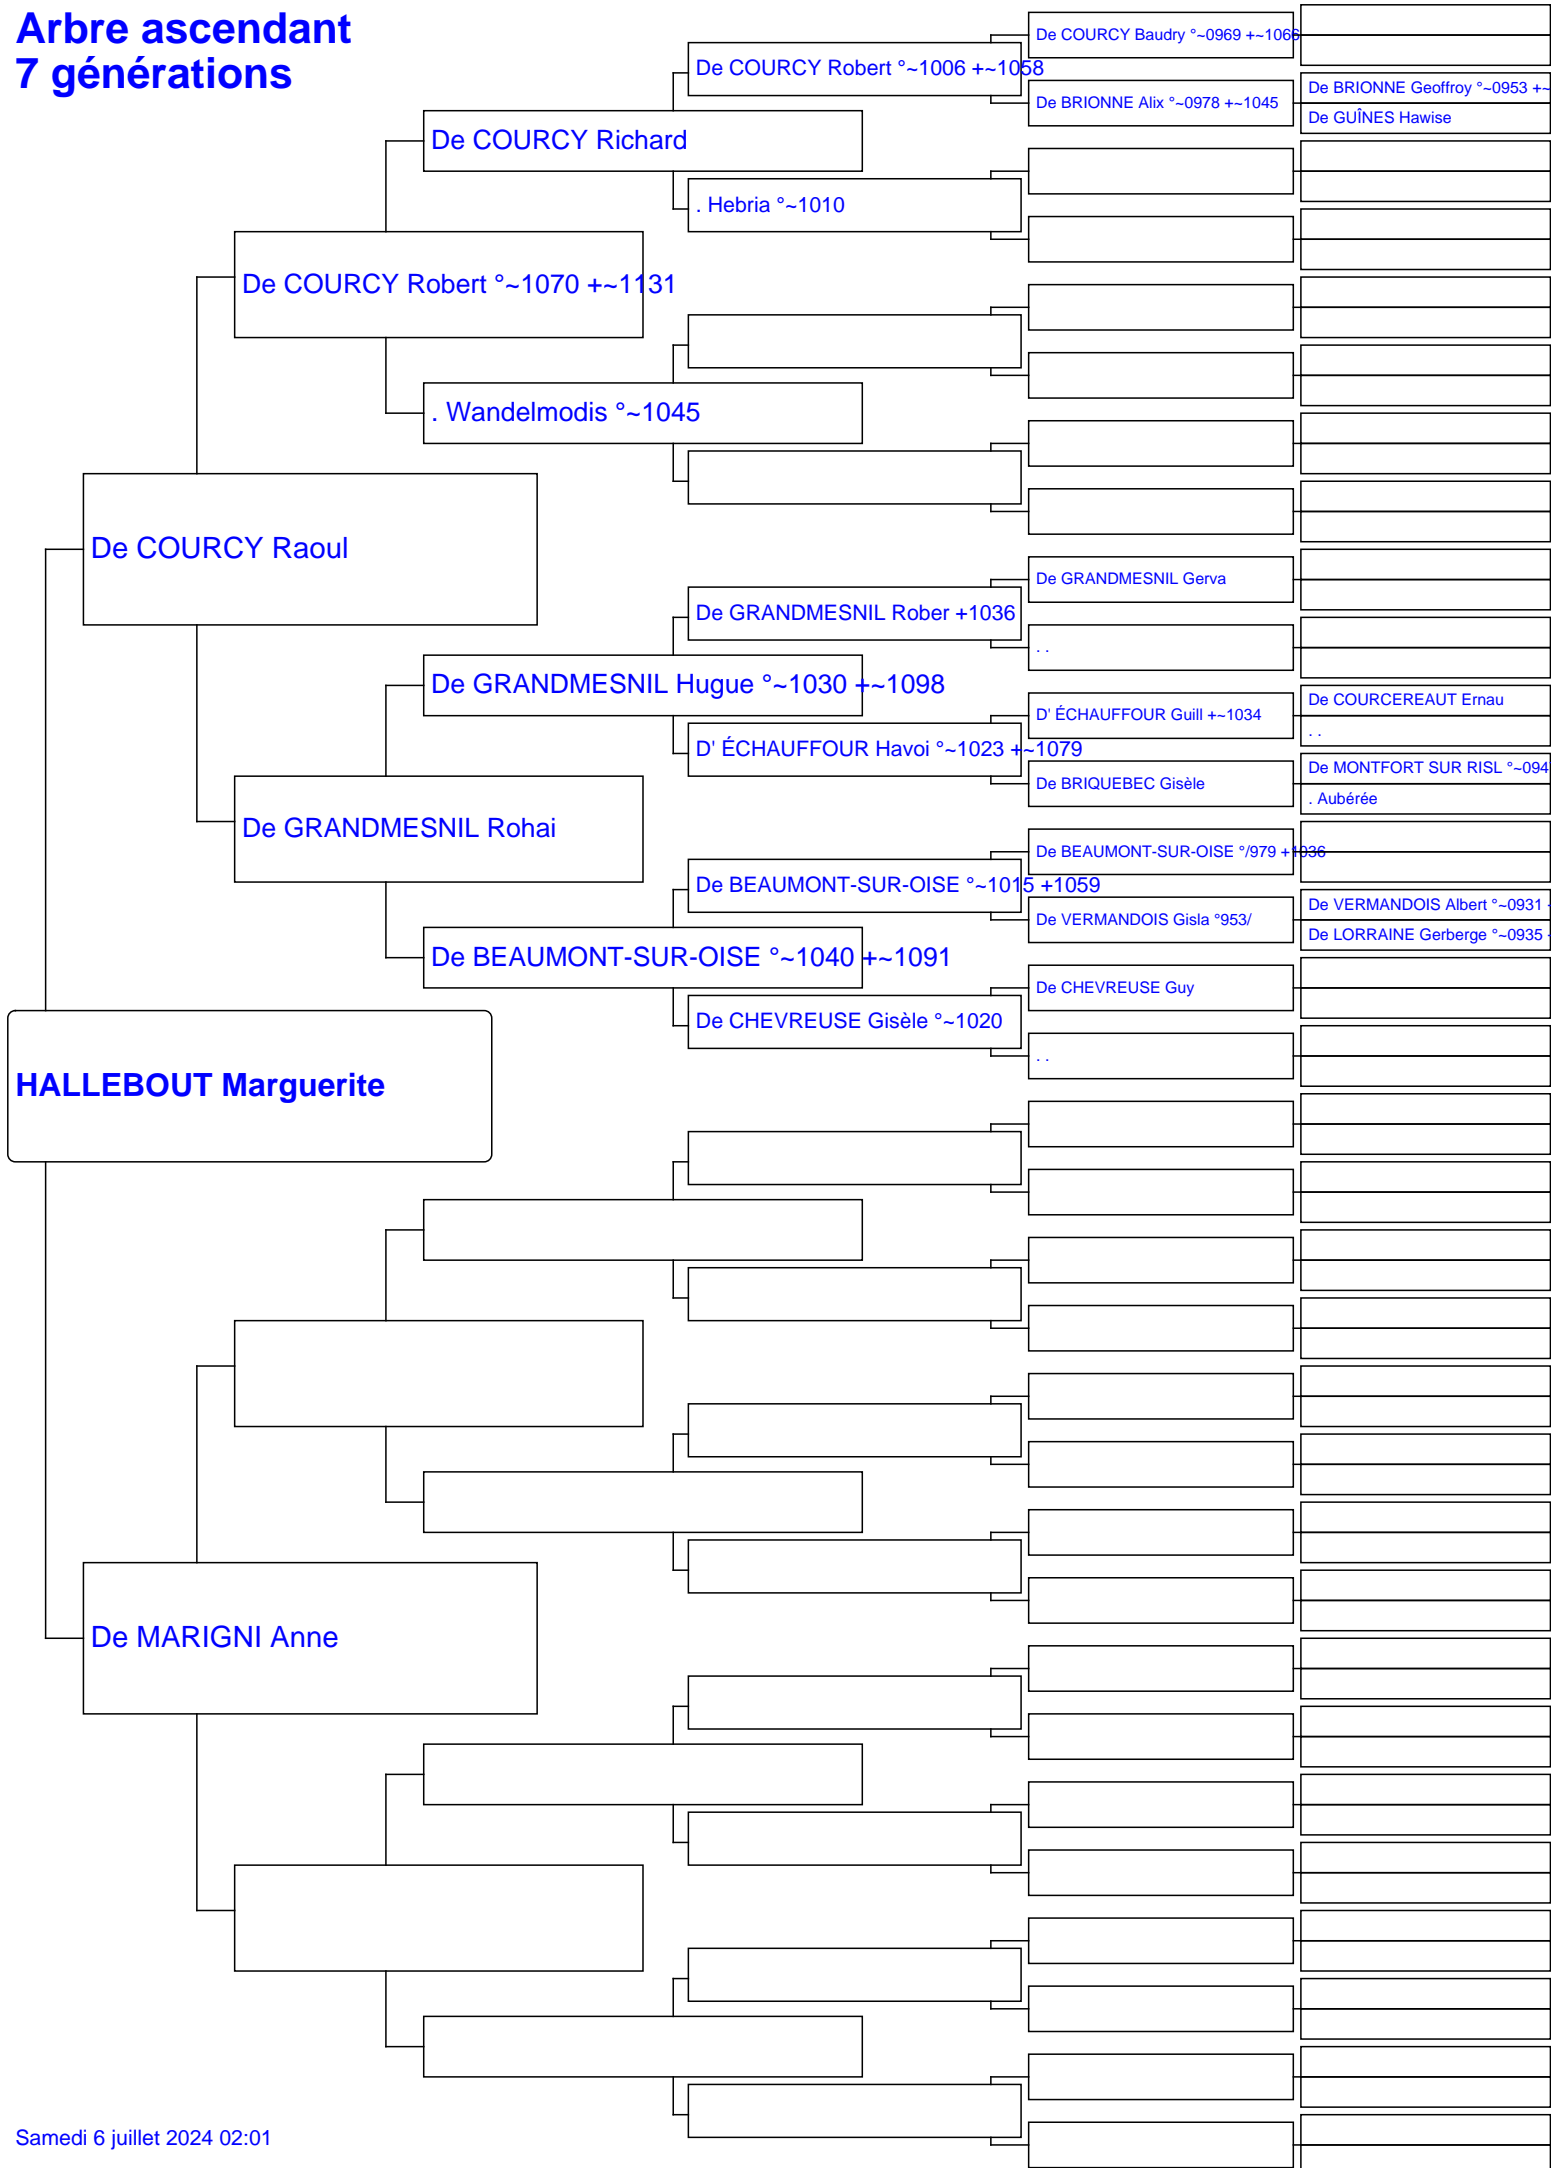 Arbre ascendant
7 générations
De COURCY Baudry °~0969 +~1066
De COURCY Robert °~1006 +~1058
De BRIONNE Geoffroy °~0953 +~
De BRIONNE Alix °~0978 +~1045
De GUÎNES Hawise
De COURCY Richard
. Hebria °~1010
De COURCY Robert °~1070 +~1131
. Wandelmodis °~1045
De COURCY Raoul
De GRANDMESNIL Gerva
De GRANDMESNIL Rober +1036
. .
De GRANDMESNIL Hugue °~1030 +~1098
De COURCEREAUT Ernau
D' ÉCHAUFFOUR Guill +~1034
. .
D' ÉCHAUFFOUR Havoi °~1023 +~1079
De MONTFORT SUR RISL °~094
De BRIQUEBEC Gisèle
. Aubérée
De GRANDMESNIL Rohai
De BEAUMONT-SUR-OISE °/979 +1036
De BEAUMONT-SUR-OISE °~1015 +1059
De VERMANDOIS Albert °~0931
De VERMANDOIS Gisla °953/
De LORRAINE Gerberge °~0935
De BEAUMONT-SUR-OISE °~1040 +~1091
De CHEVREUSE Guy
De CHEVREUSE Gisèle °~1020
. .
HALLEBOUT Marguerite
De MARIGNI Anne
Samedi 6 juillet 2024 02:01